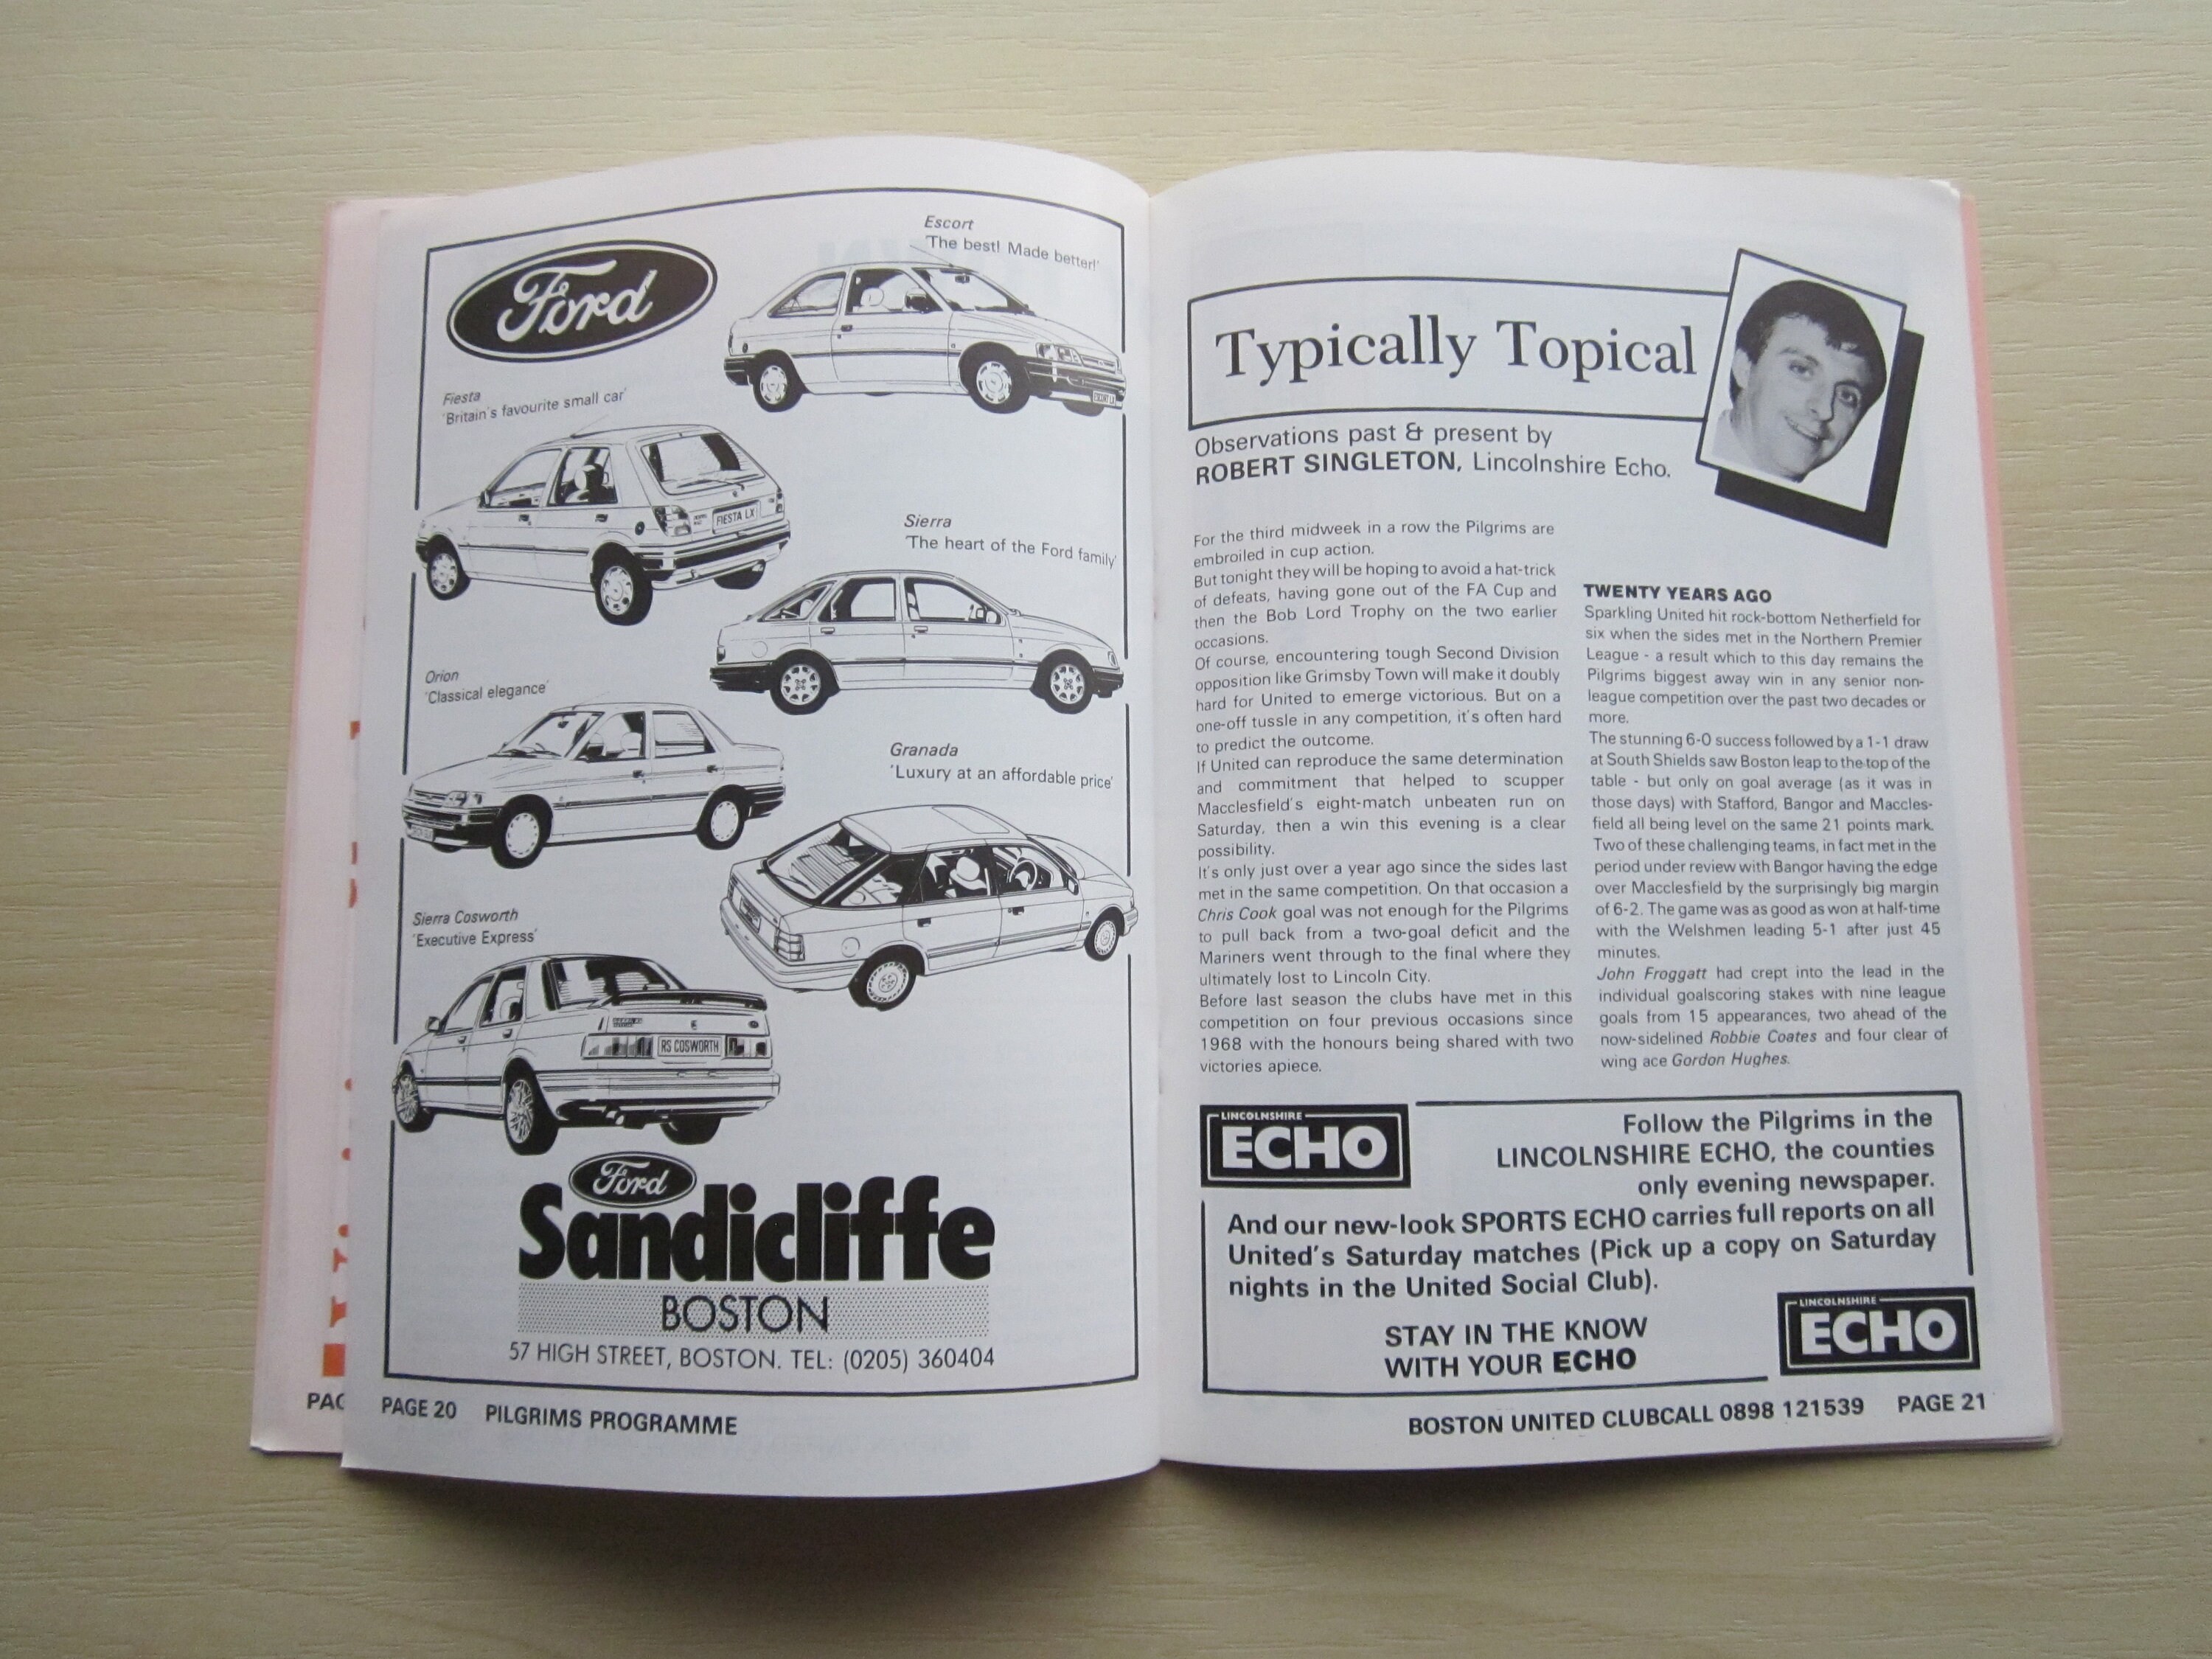 Ford
Escort
'The best! Made better!'
Fiesta
'Britain's favourite small car'
FIESTA LX
Sierra
'The heart of the Ford family'
Orion
'Classical elegance'
Granada
'Luxury at an affordable price'
Sierra Cosworth
'Executive Express'
RS COSWORTH
Ford
Sandicliffe
BOSTON
57 HIGH STREET, BOSTON. TEL: (0205) 360404
PAGE 20 PILGRIMS PROGRAMME
Typically Topical
Observations past & present by
ROBERT SINGLETON, Lincolnshire Echo.
For the third midweek in a row the Pilgrims are
embroiled in cup action.
But tonight they will be hoping to avoid a hat-trick
of defeats, having gone out of the FA Cup and
then the Bob Lord Trophy on the two earlier
occasions.
Of course, encountering tough Second Division
opposition like Grimsby Town will make it doubly
hard for United to emerge victorious. But on a
one-off tussle in any competition, it's often hard
to predict the outcome.
If United can reproduce the same determination
and commitment that helped to scupper
Macclesfield's eight-match unbeaten run on
Saturday, then a win this evening is a clear
possibility.
It's only just over a year ago since the sides last
met in the same competition. On that occasion a
Chris Cook goal was not enough for the Pilgrims
to pull back from a two-goal deficit and the
Mariners went through to the final where they
ultimately lost to Lincoln City.
Before last season the clubs have met in this
competition on four previous occasions since
1968 with the honours being shared with two
victories apiece.
TWENTY YEARS AGO
Sparkling United hit rock-bottom Netherfield for
six when the sides met in the Northern Premier
League - a result which to this day remains the
Pilgrims biggest away win in any senior non-
league competition over the past two decades or
more.
The stunning 6-0 success followed by a 1-1 draw
at South Shields saw Boston leap to the top of the
table - but only on goal average (as it was in
those days) with Stafford, Bangor and Maccles-
field all being level on the same 21 points mark.
Two of these challenging teams, in fact met in the
period under review with Bangor having the edge
over Macclesfield by the surprisingly big margin
of 6-2. The game was as good as won at half-time
with the Welshmen leading 5-1 after just 45
minutes.
John Froggatt had crept into the lead in the
individual goalscoring stakes with nine league
goals from 15 appearances, two ahead of the
now-sidelined Robbie Coates and four clear of
wing ace Gordon Hughes.
LINCOLNSHIRE
ECHO
Follow the Pilgrims in the
LINCOLNSHIRE ECHO, the counties
only evening newspaper.
And our new-look SPORTS ECHO carries full reports on all
United's Saturday matches (Pick up a copy on Saturday
nights in the United Social Club).
STAY IN THE KNOW
WITH YOUR ECHO
LINCOLNSHIRE
ECHO
BOSTON UNITED CLUBCALL 0898 121539 PAGE 21